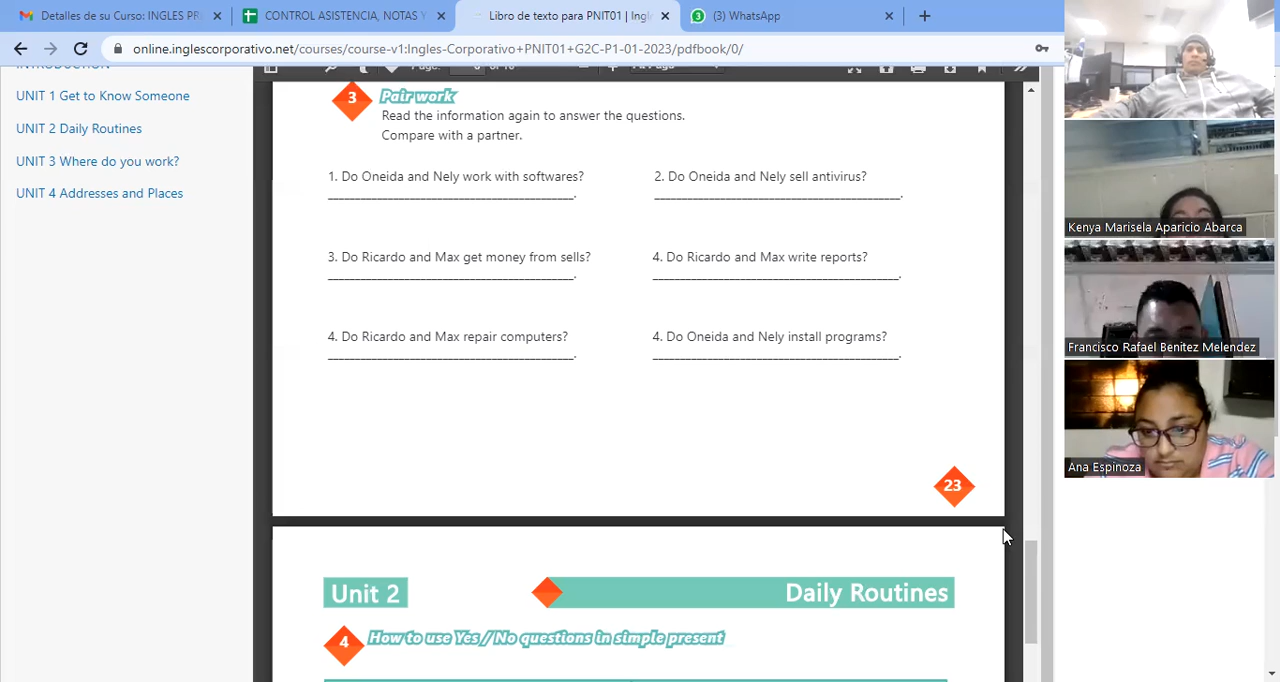 Detalles de su Curso: INGLES PRI
CONTROL ASISTENCIA, NOTAS Y
Libro de texto para PNIT01 | Ingl
3
(3) WhatsApp
online.inglescorporativo.net/courses/course-v1:Ingles-Corporativo+PNIT01+G2C-P1-01-2023/pdfbook/0/
INTRODUCTION
UNIT 1 Get to Know Someone
UNIT 2 Daily Routines
UNIT 3 Where do you work?
UNIT 4 Addresses and Places
3
Pair work
Read the information again to answer the questions.
Compare with a partner.
1. Do Oneida and Nely work with softwares?
2. Do Oneida and Nely sell antivirus?
3. Do Ricardo and Max get money from sells?
4. Do Ricardo and Max write reports?
4. Do Ricardo and Max repair computers?
4. Do Oneida and Nely install programs?
23
Unit 2
Daily Routines
4
How to use Yes/No questions in simple present
Kenya Marisela Aparicio Abarca
Francisco Rafael Benitez Melendez
Ana Espinoza